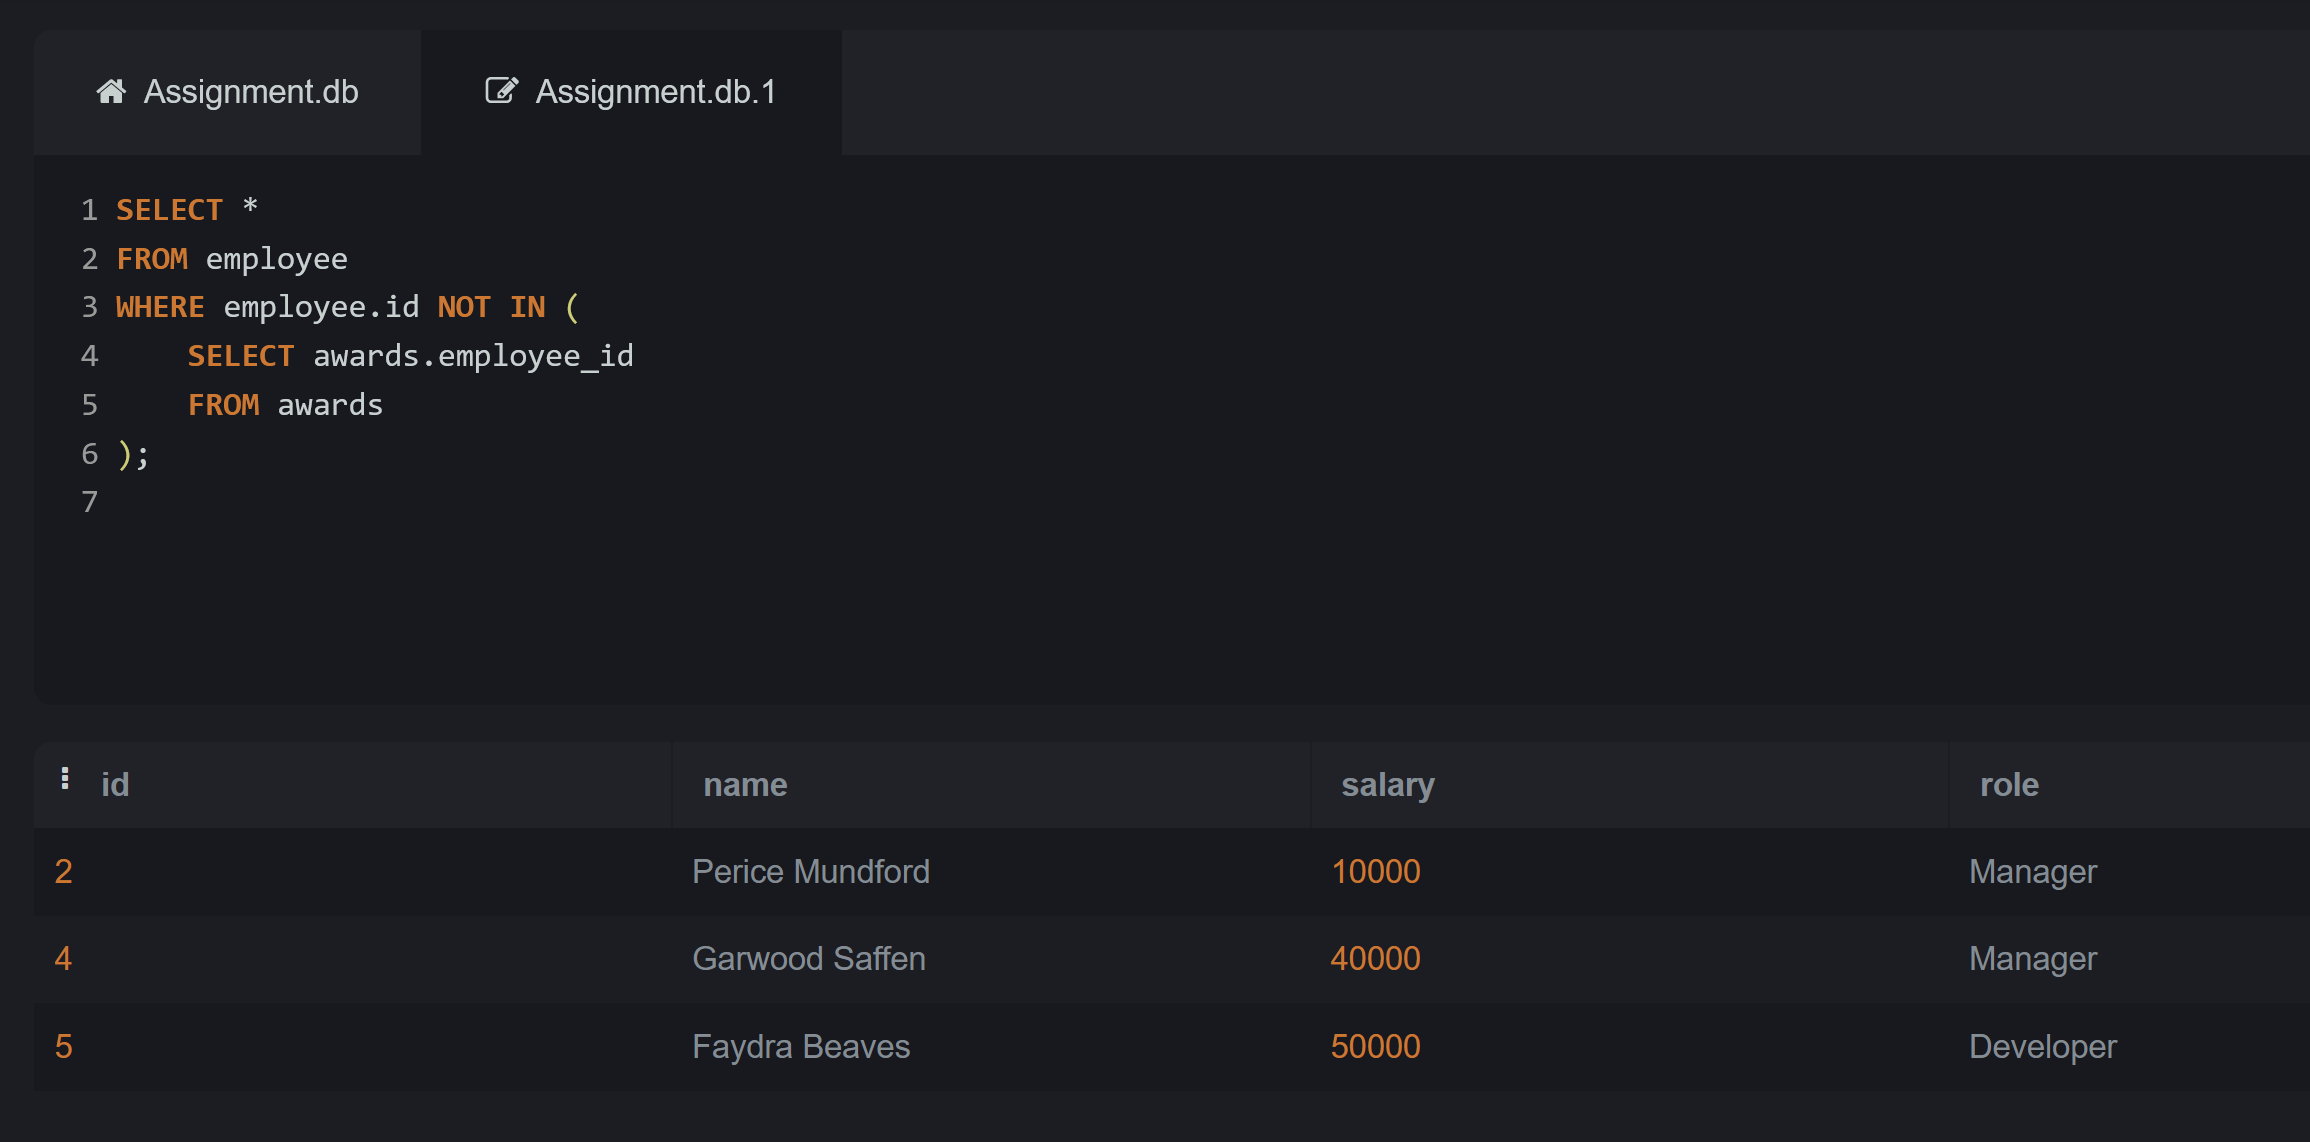 Assignment.db Assignment.db.1
1 SELECT *
2 FROM employee
3 WHERE employee.id NOT IN (
4     SELECT awards.employee_id
5     FROM awards
6 );
7
id name salary role
2 Perice Mundford 10000 Manager
4 Garwood Saffen 40000 Manager
5 Faydra Beaves 50000 Developer